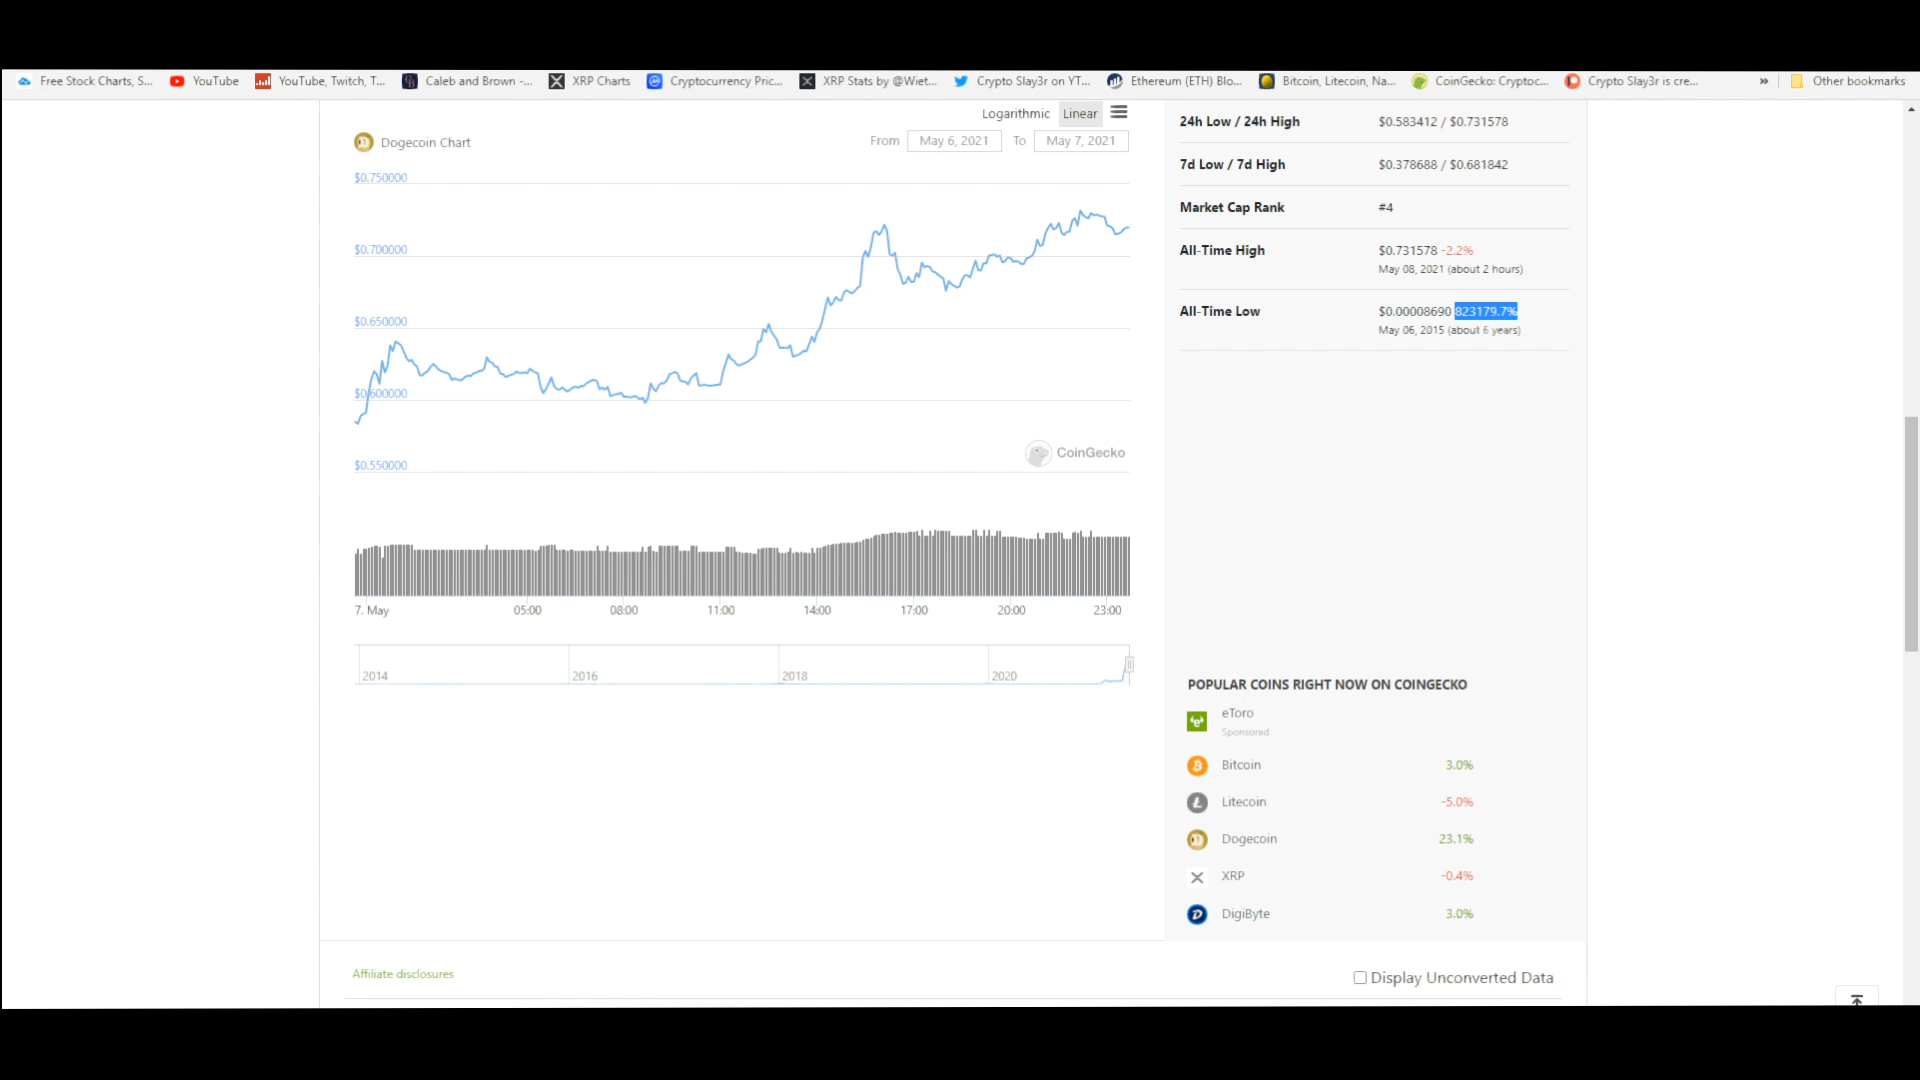 Free Stock Charts, S... YouTube YouTube, Twitch, T... Caleb and Brown -... XRP Charts Cryptocurrency Pric... XRP Stats by @Wiet... Crypto Slay3r on YT... Ethereum (ETH) Blo... Bitcoin, Litecoin, Na... CoinGecko: Cryptoc... Crypto Slay3r is cre... » Other bookmarks
Logarithmic Linear
Dogecoin Chart
From May 6, 2021 To May 7, 2021
$0.750000
$0.700000
$0.650000
$0.600000
$0.550000
CoinGecko
7. May 05:00 08:00 11:00 14:00 17:00 20:00 23:00
2014 2016 2018 2020
24h Low / 24h High $0.583412 / $0.731578
7d Low / 7d High $0.378688 / $0.681842
Market Cap Rank #4
All-Time High $0.731578 -2.2%
May 08, 2021 (about 2 hours)
All-Time Low $0.00008690 823179.7%
May 06, 2015 (about 6 years)
POPULAR COINS RIGHT NOW ON COINGECKO
eToro
Sponsored
Bitcoin 3.0%
Litecoin -5.0%
Dogecoin 23.1%
XRP -0.4%
DigiByte 3.0%
Affiliate disclosures
Display Unconverted Data